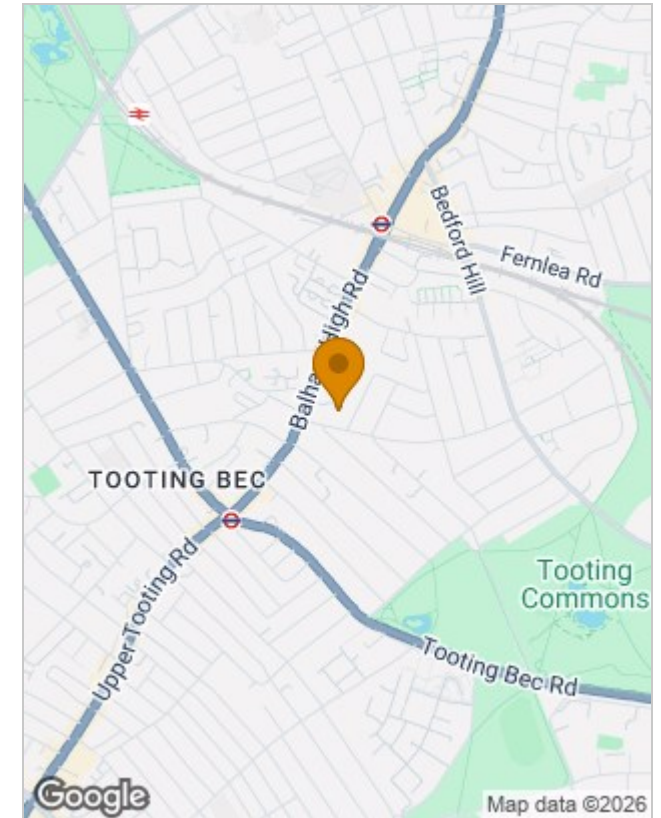 Bedford Hill
Fernlea Rd
Balham High Rd
TOOTING BEC
Upper Tooting Rd
Tooting
Commons
Tooting Bec Rd
Google
Map data ©2026